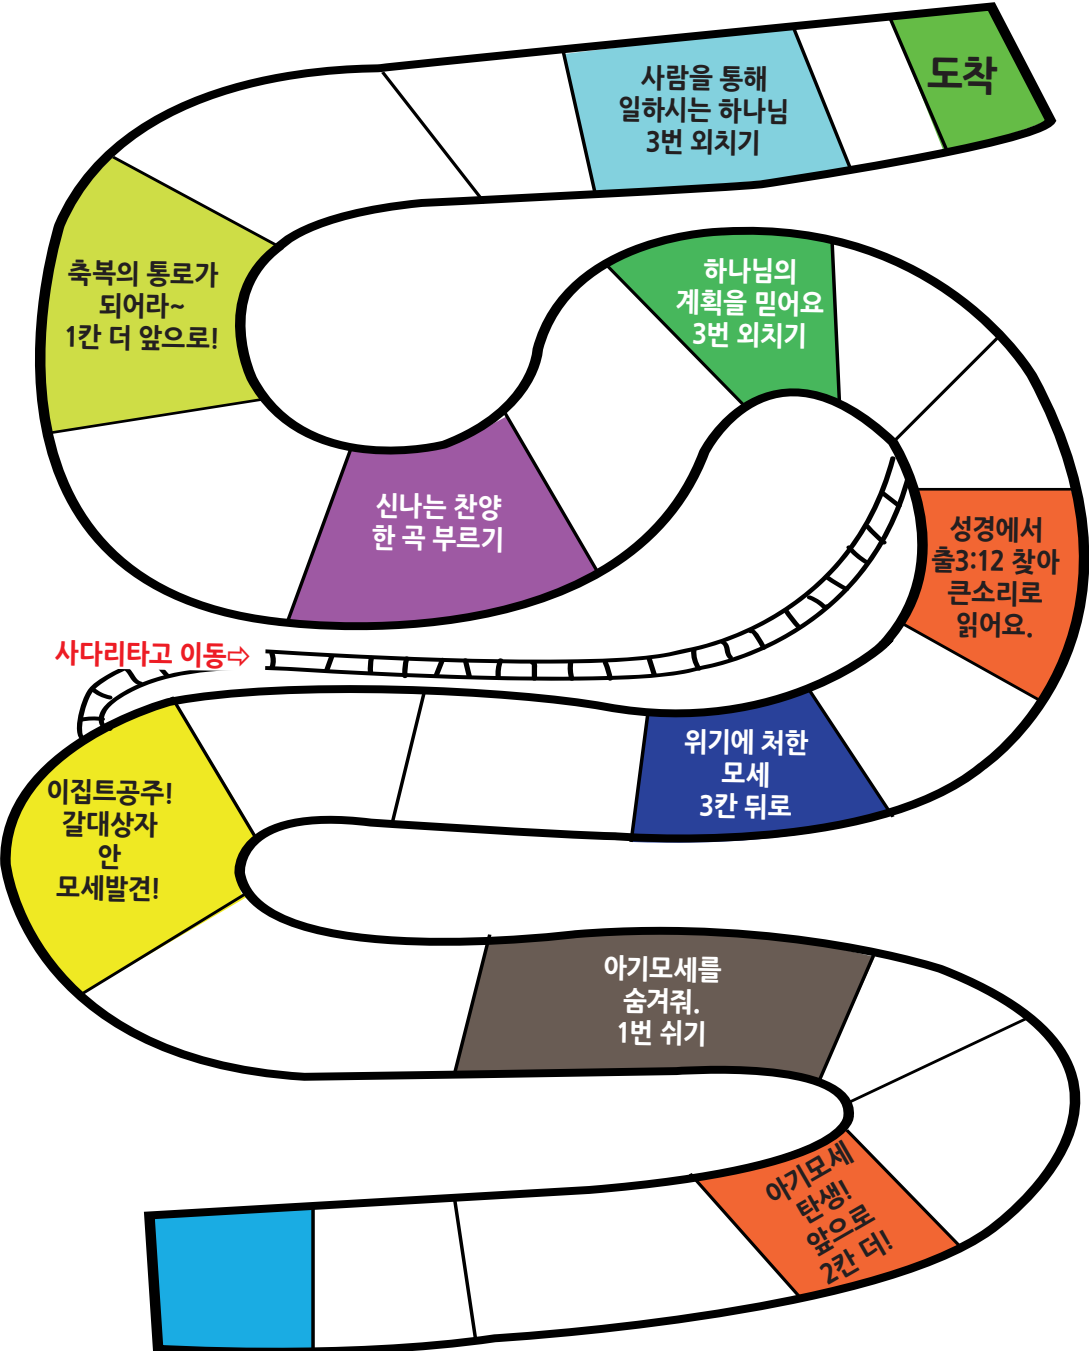 도착
사람을 통해
일하시는 하나님
3번 외치기
축복의 통로가
되어라~
1칸 더 앞으로!
하나님의
계획을 믿어요
3번 외치기
신나는 찬양
한 곡 부르기
성경에서
출3:12 찾아
큰소리로
읽어요.
사다리타고 이동⇨
위기에 처한
모세
3칸 뒤로
이집트공주!
갈대상자
안
모세발견!
아기모세를
숨겨줘.
1번 쉬기
아기모세
탄생!
앞으로
2칸 더!